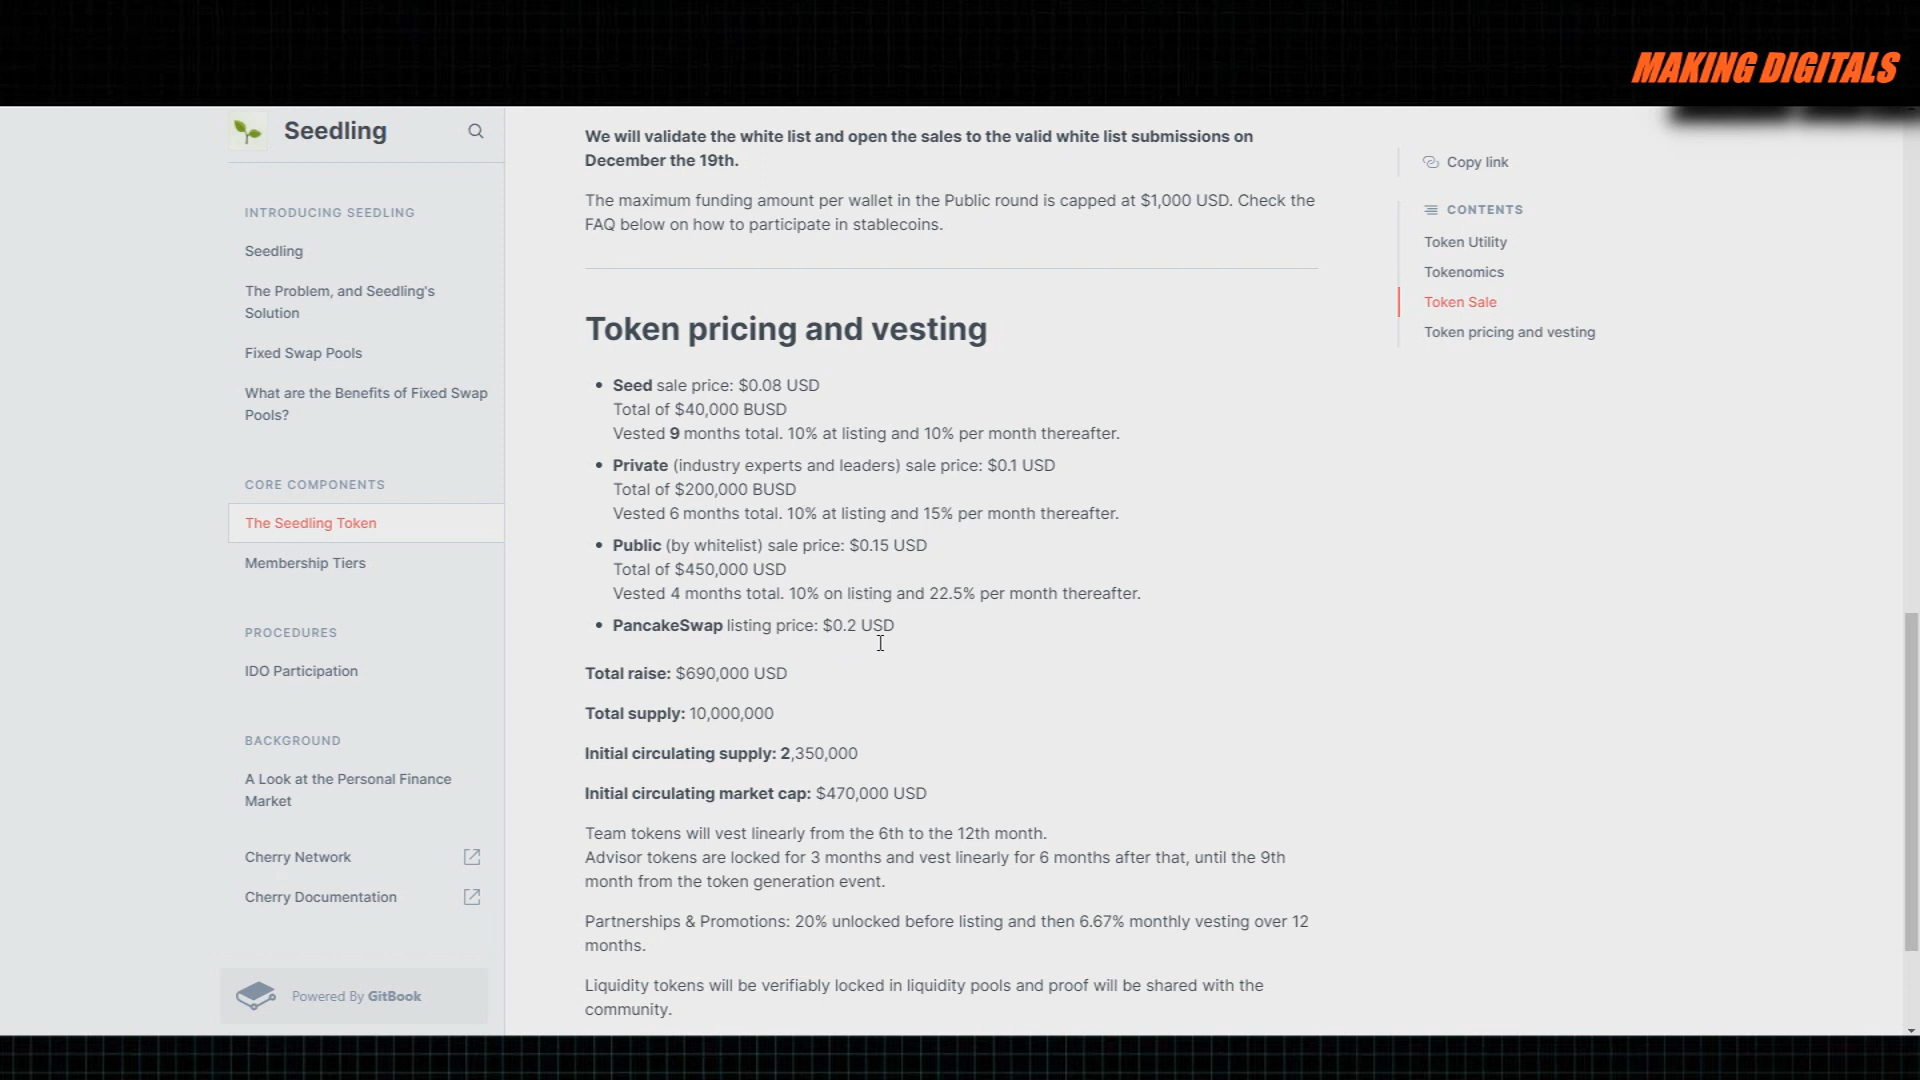 MAKING DIGITALS
Seedling
INTRODUCING SEEDLING
Seedling
The Problem, and Seedling's
Solution
Fixed Swap Pools
What are the Benefits of Fixed Swap
Pools?
CORE COMPONENTS
The Seedling Token
Membership Tiers
PROCEDURES
IDO Participation
BACKGROUND
A Look at the Personal Finance
Market
Cherry Network
Cherry Documentation
Powered By GitBook
We will validate the white list and open the sales to the valid white list submissions on
December the 19th.
The maximum funding amount per wallet in the Public round is capped at $1,000 USD. Check the
FAQ below on how to participate in stablecoins.
Token pricing and vesting
• Seed sale price: $0.08 USD
Total of $40,000 BUSD
Vested 9 months total. 10% at listing and 10% per month thereafter.
• Private (industry experts and leaders) sale price: $0.1 USD
Total of $200,000 BUSD
Vested 6 months total. 10% at listing and 15% per month thereafter.
• Public (by whitelist) sale price: $0.15 USD
Total of $450,000 USD
Vested 4 months total. 10% on listing and 22.5% per month thereafter.
• PancakeSwap listing price: $0.2 USD
Total raise: $690,000 USD
Total supply: 10,000,000
Initial circulating supply: 2,350,000
Initial circulating market cap: $470,000 USD
Team tokens will vest linearly from the 6th to the 12th month.
Advisor tokens are locked for 3 months and vest linearly for 6 months after that, until the 9th
month from the token generation event.
Partnerships & Promotions: 20% unlocked before listing and then 6.67% monthly vesting over 12
months.
Liquidity tokens will be verifiably locked in liquidity pools and proof will be shared with the
community.
Copy link
CONTENTS
Token Utility
Tokenomics
Token Sale
Token pricing and vesting